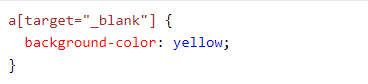 a[target="_blank"] {
  background-color: yellow;
}